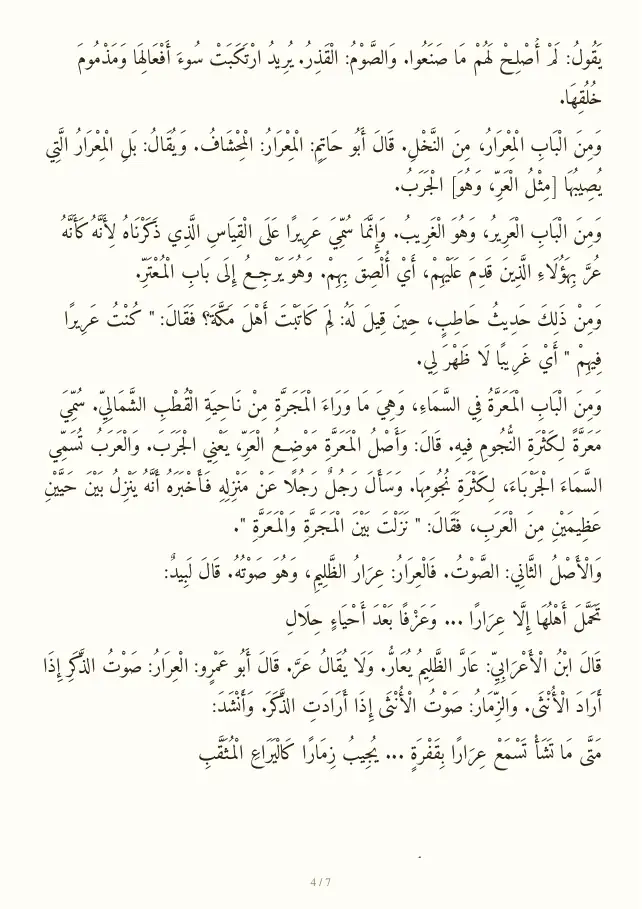 يَقُولُ: لَمْ أُصْلِحْ لَهُمْ مَا صَنَعُوا. وَالصَّوْمُ: الْقَذِرُ. يُرِيدُ ارْتَكَبَتْ سُوءَ أَفْعَالِهَا وَمَذْمُومَ
خُلُقِهَا.
وَمِنَ الْبَابِ الْمِعْرَارُ، مِنَ النَّخْلِ. قَالَ أَبُو حَاتِمٍ: الْمِعْرَارُ: الْمِحْشَافُ. وَيُقَالُ: بَلِ الْمِعْرَارُ الَّتِي
يُصِيبُهَا [مِثْلُ الْعَرِّ، وَهُوَ] الْجَرَبُ.
وَمِنَ الْبَابِ الْعَرِيرُ، وَهُوَ الْغَرِيبُ. وَإِنَّمَا سُمِّيَ عَرِيرًا عَلَى الْقِيَاسِ الَّذِي ذَكَرْنَاهُ لِأَنَّهُ كَأَنَّهُ
عُرَّ بِهَؤُلَاءِ الَّذِينَ قَدِمَ عَلَيْهِمْ، أَيْ أُلْصِقَ بِهِمْ. وَهُوَ يَرْجِعُ إِلَى بَابِ الْمُعْتَرِّ.
وَمِنْ ذَلِكَ حَدِيثُ حَاطِبٍ، حِينَ قِيلَ لَهُ: لِمَ كَاتَبْتَ أَهْلَ مَكَّةَ؟ فَقَالَ: " كُنْتُ عَرِيرًا
فِيهِمْ " أَيْ غَرِيبًا لَا ظَهْرَ لِي.
وَمِنَ الْبَابِ الْمَعَرَّةُ فِي السَّمَاءِ، وَهِيَ مَا وَرَاءَ الْمَجَرَّةِ مِنْ نَاحِيَةِ الْقُطْبِ الشَّمَالِيِّ. سُمِّيَ
مَعَرَّةً لِكَثْرَةِ النُّجُومِ فِيهِ. قَالَ: وَأَصْلُ الْمَعَرَّةِ مَوْضِعُ الْعَرِّ، يَعْنِي الْجَرَبَ. وَالْعَرَبُ تُسَمِّي
السَّمَاءَ الْجَرْبَاءَ، لِكَثْرَةِ نُجُومِهَا. وَسَأَلَ رَجُلٌ رَجُلًا عَنْ مَنْزِلِهِ فَأَخْبَرَهُ أَنَّهُ يَنْزِلُ بَيْنَ حَيَّيْنِ
عَظِيمَيْنِ مِنَ الْعَرَبِ، فَقَالَ: " نَزَلْتَ بَيْنَ الْمَجَرَّةِ وَالْمَعَرَّةِ ".
وَالْأَصْلُ الثَّانِي: الصَّوْتُ. فَالْعِرَارُ: عِرَارُ الظَّلِيمِ، وَهُوَ صَوْتُهُ. قَالَ لَبِيدٌ:
تَحَمَّلَ أَهْلُهَا إِلَّا عِرَارًا ... وَعَزْفًا بَعْدَ أَحْيَاءٍ حِلَالِ
قَالَ ابْنُ الْأَعْرَابِيِّ: عَارَّ الظَّلِيمُ يُعَارُّ. وَلَا يُقَالُ عَرَّ. قَالَ أَبُو عَمْرٍو: الْعِرَارُ: صَوْتُ الذَّكَرِ إِذَا
أَرَادَ الْأُنْثَى. وَالزِّمَارُ: صَوْتُ الْأُنْثَى إِذَا أَرَادَتِ الذَّكَرَ. وَأَنْشَدَ:
مَتَى مَا تَشَأْ تَسْمَعْ عِرَارًا بِقَفْرَةٍ ... يُجِيبُ زِمَارًا كَالْيَرَاعِ الْمُثَقَّبِ
4 / 7